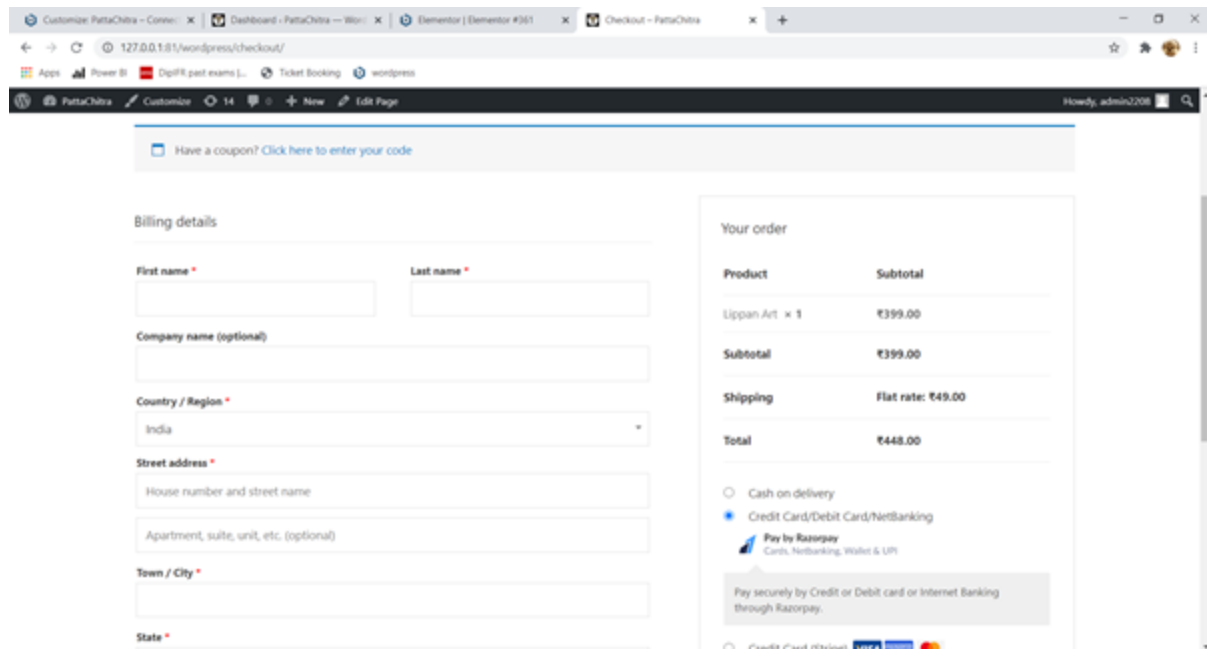 Customize: PattaChitra – Connec
Dashboard ‹ PattaChitra — Word
Elementor | Elementor #361
Checkout – PattaChitra
127.0.0.1:81/wordpress/checkout/
Apps Power BI DipIFR past exams |... Ticket Booking wordpress
PattaChitra Customize 14 0 New Edit Page Howdy, admin2208
Have a coupon? Click here to enter your code
Billing details
First name * Last name *
Company name (optional)
Country / Region *
India
Street address *
House number and street name
Apartment, suite, unit, etc. (optional)
Town / City *
State *
Your order
Product Subtotal
Lippan Art × 1 ₹399.00
Subtotal ₹399.00
Shipping Flat rate: ₹49.00
Total ₹448.00
Cash on delivery
Credit Card/Debit Card/NetBanking
Pay by Razorpay
Cards, Netbanking, Wallet & UPI
Pay securely by Credit or Debit card or Internet Banking
through Razorpay.
Credit Card (Stripe) VISA